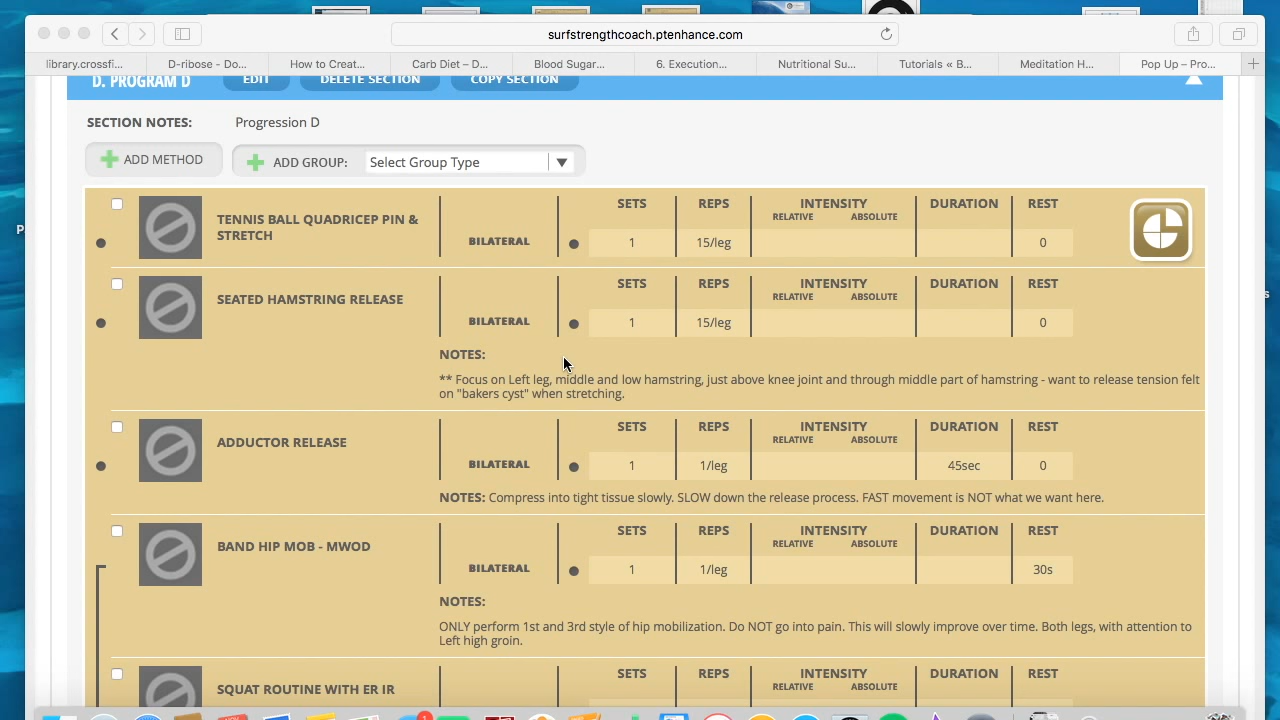 surfstrengthcoach.ptenhance.com
library.crossfi...
D-ribose - Do...
How to Creat...
Carb Diet – D...
Blood Sugar...
6. Execution...
Nutritional Su...
Tutorials « B...
Meditation H...
Pop Up – Pro...
D. PROGRAM D
EDIT
DELETE SECTION
COPY SECTION
SECTION NOTES: Progression D
ADD METHOD
ADD GROUP: Select Group Type
SETS REPS INTENSITY DURATION REST
RELATIVE ABSOLUTE
TENNIS BALL QUADRICEP PIN &
STRETCH
BILATERAL 1 15/leg 0
SETS REPS INTENSITY DURATION REST
RELATIVE ABSOLUTE
SEATED HAMSTRING RELEASE
BILATERAL 1 15/leg 0
NOTES:
** Focus on Left leg, middle and low hamstring, just above knee joint and through middle part of hamstring - want to release tension felt
on "bakers cyst" when stretching.
SETS REPS INTENSITY DURATION REST
RELATIVE ABSOLUTE
ADDUCTOR RELEASE
BILATERAL 1 1/leg 45sec 0
NOTES: Compress into tight tissue slowly. SLOW down the release process. FAST movement is NOT what we want here.
SETS REPS INTENSITY DURATION REST
RELATIVE ABSOLUTE
BAND HIP MOB - MWOD
BILATERAL 1 1/leg 30s
NOTES:
ONLY perform 1st and 3rd style of hip mobilization. Do NOT go into pain. This will slowly improve over time. Both legs, with attention to
Left high groin.
SETS REPS INTENSITY DURATION REST
RELATIVE ABSOLUTE
SQUAT ROUTINE WITH ER IR